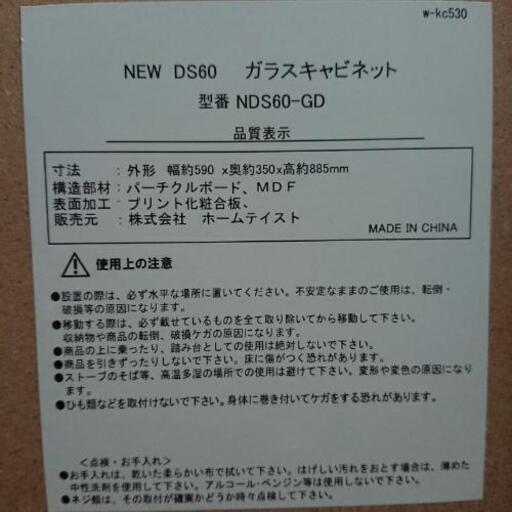 w-kc530
NEW DS60 ガラスキャビネット
型番 NDS60-GD
品質表示
寸法 : 外形 幅約590 x奥約350x高約885mm
構造部材: パーチクルボード、MDF
表面加工: プリント化粧合板、
販売元 : 株式会社 ホームテイスト
MADE IN CHINA
使用上の注意
●設置の際は、必ず水平な場所に置いてください。不安定なままのご使用は、転倒・
破損等の原因になります。
●移動する際は、必ず載せているものを全て取り除いてから移動して下さい。
収納物や商品の転倒、破損ケガの原因になります。
●商品の上に乗ったり、踏み台としての使用は絶対しないで下さい。
●商品を引きずったりしないで下さい。床に傷がつく恐れがあります。
●ストーブのそば等、高温多湿の場所での使用は避けて下さい。変形や変色の原因になり
ます。
●ひも類などを取付けないで下さい。身体に巻き付いてケガをする恐れがあります。
＜点検・お手入れ＞
●お手入れは、乾いた柔らかい布で拭いて下さい。はげしい汚れをおとす場合は、薄めた
中性洗剤を使用して下さい。アルコール・ベンジン等は使用しないで下さい。
●ネジ類は、その取付が確実かどうか時々点検して下さい。